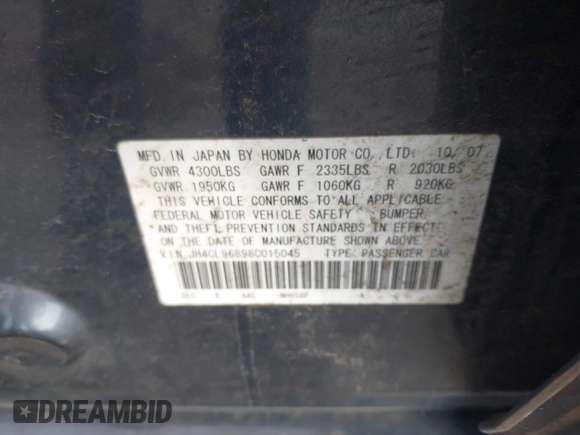 MFD. IN JAPAN BY HONDA MOTOR CO., LTD. 10/07
GVWR 4300LBS GAWR F 2335LBS R 2030LBS
GVWR 1950KG GAWR F 1060KG R 920KG
THIS VEHICLE CONFORMS TO ALL APPLICABLE
FEDERAL MOTOR VEHICLE SAFETY BUMPER,
AND THEFT PREVENTION STANDARDS IN EFFECT
ON THE DATE OF MANUFACTURE SHOWN ABOVE.
V.I.N. JH4CL96898C015045 TYPE: PASSENGER CAR
DREAMBID